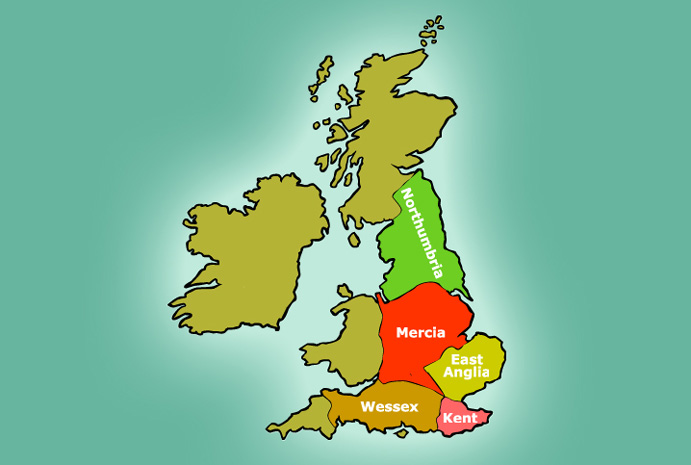 Northumbria
Mercia
East
Anglia
Wessex
Kent